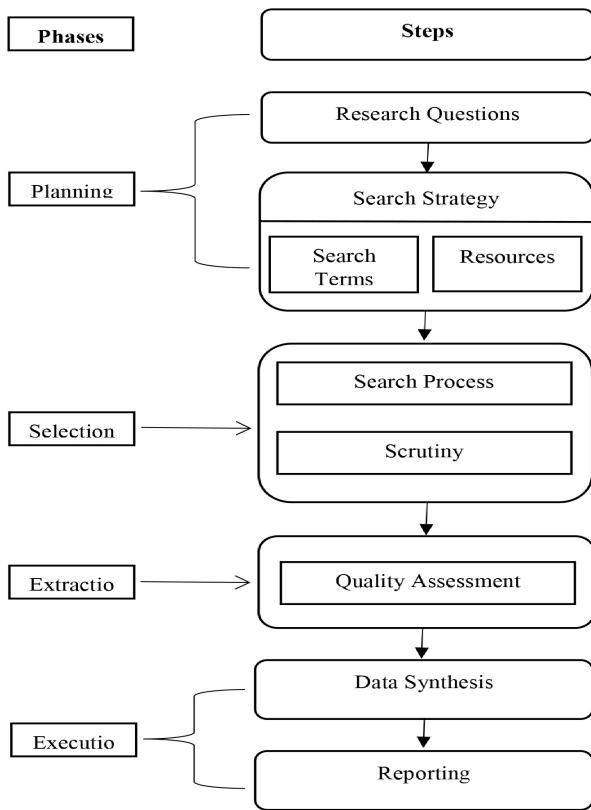 Phases
Steps
Research Questions
Planning
Search Strategy
Search
Terms
Resources
Search Process
Selection
Scrutiny
Extractio
Quality Assessment
Data Synthesis
Executio
Reporting